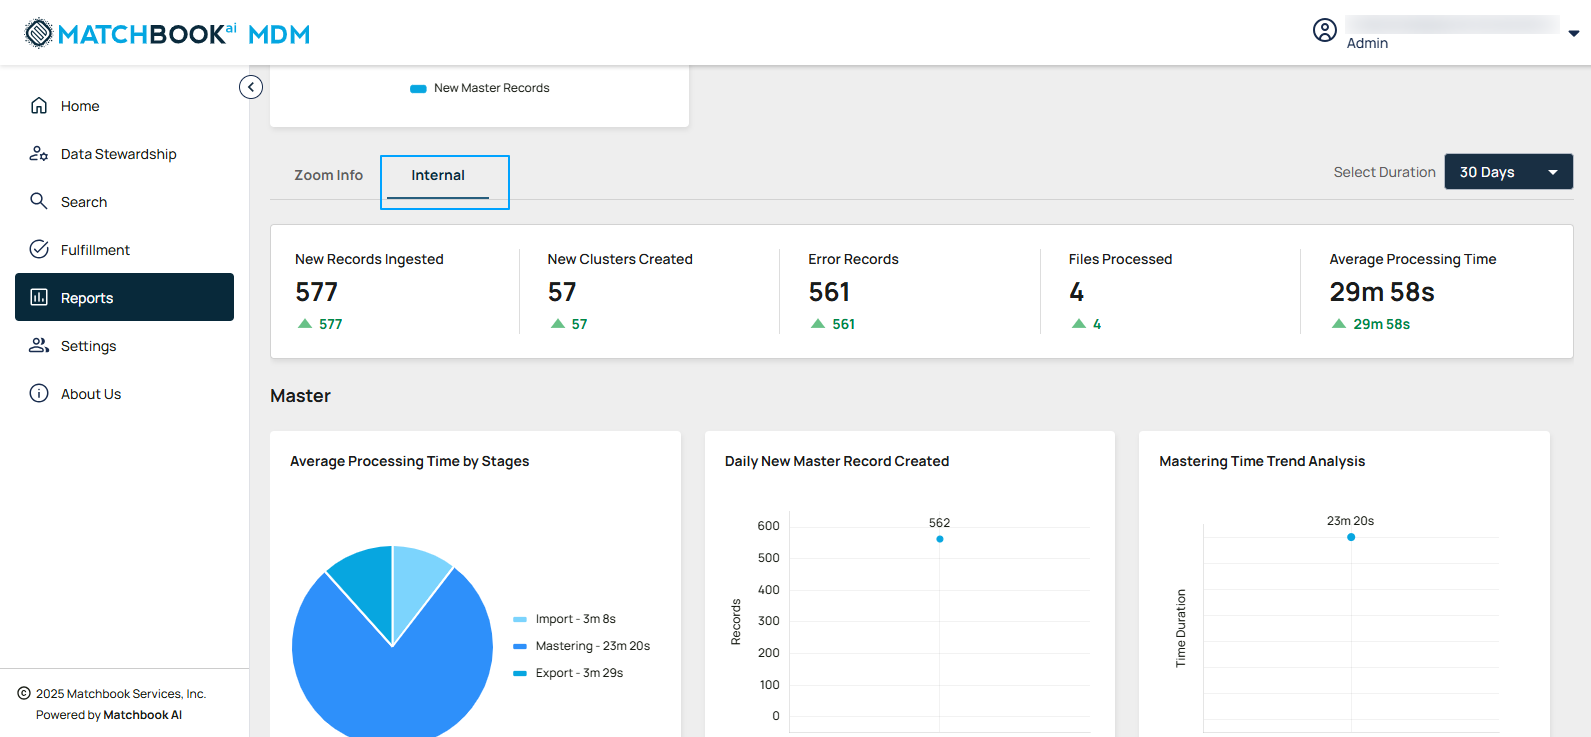 MATCHBOOKai MDM
Admin
Home
Data Stewardship
Search
Fulfillment
Reports
Settings
About Us
© 2025 Matchbook Services, Inc.
Powered by Matchbook AI
New Master Records
Zoom Info
Internal
Select Duration
30 Days
New Records Ingested
577
577
New Clusters Created
57
57
Error Records
561
561
Files Processed
4
4
Average Processing Time
29m 58s
29m 58s
Master
Average Processing Time by Stages
Import - 3m 8s
Mastering - 23m 20s
Export - 3m 29s
Daily New Master Record Created
Records
600
500
400
300
200
100
0
562
Mastering Time Trend Analysis
Time Duration
23m 20s